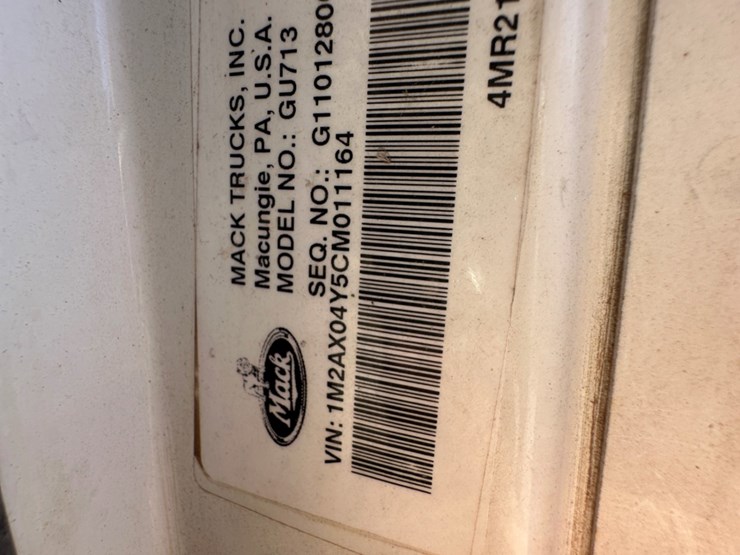 MACK TRUCKS, INC.
Macungie, PA, U.S.A.
MODEL NO.: GU713
SEQ. NO.: G1101280
Mack
VIN: 1M2AX04Y5CM011164
4MR21